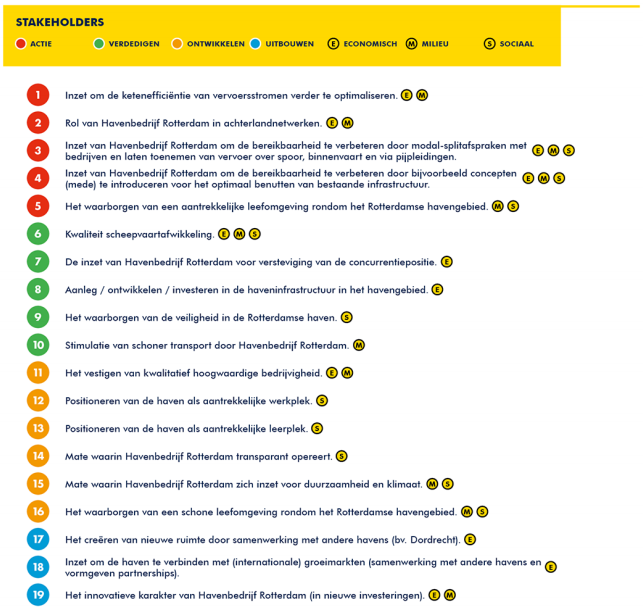 STAKEHOLDERS
ACTIE VERDEDIGEN ONTWIKKELEN UITBOUWEN E ECONOMISCH M MILIEU S SOCIAAL
1 Inzet om de ketenefficiëntie van vervoersstromen verder te optimaliseren. E M
2 Rol van Havenbedrijf Rotterdam in achterlandnetwerken. E M
3 Inzet van Havenbedrijf Rotterdam om de bereikbaarheid te verbeteren door modal-splitafspraken met
bedrijven en laten toenemen van vervoer over spoor, binnenvaart en via pijpleidingen. E M S
4 Inzet van Havenbedrijf Rotterdam om de bereikbaarheid te verbeteren door bijvoorbeeld concepten
(mede) te introduceren voor het optimaal benutten van bestaande infrastructuur. E M S
5 Het waarborgen van een aantrekkelijke leefomgeving rondom het Rotterdamse havengebied. M S
6 Kwaliteit scheepvaartafwikkeling. E M S
7 De inzet van Havenbedrijf Rotterdam voor versteviging van de concurrentiepositie. E
8 Aanleg / ontwikkelen / investeren in de haveninfrastructuur in het havengebied. E
9 Het waarborgen van de veiligheid in de Rotterdamse haven. S
10 Stimulatie van schoner transport door Havenbedrijf Rotterdam. M
11 Het vestigen van kwalitatief hoogwaardige bedrijvigheid. E M
12 Positioneren van de haven als aantrekkelijke werkplek. S
13 Positioneren van de haven als aantrekkelijke leerplek. S
14 Mate waarin Havenbedrijf Rotterdam transparant opereert. S
15 Mate waarin Havenbedrijf Rotterdam zich inzet voor duurzaamheid en klimaat. M S
16 Het waarborgen van een schone leefomgeving rondom het Rotterdamse havengebied. M S
17 Het creëren van nieuwe ruimte door samenwerking met andere havens (bv. Dordrecht). E
18 Inzet om de haven te verbinden met (internationale) groeimarkten (samenwerking met andere havens en
vormgeven partnerships). E
19 Het innovatieve karakter van Havenbedrijf Rotterdam (in nieuwe investeringen). E M